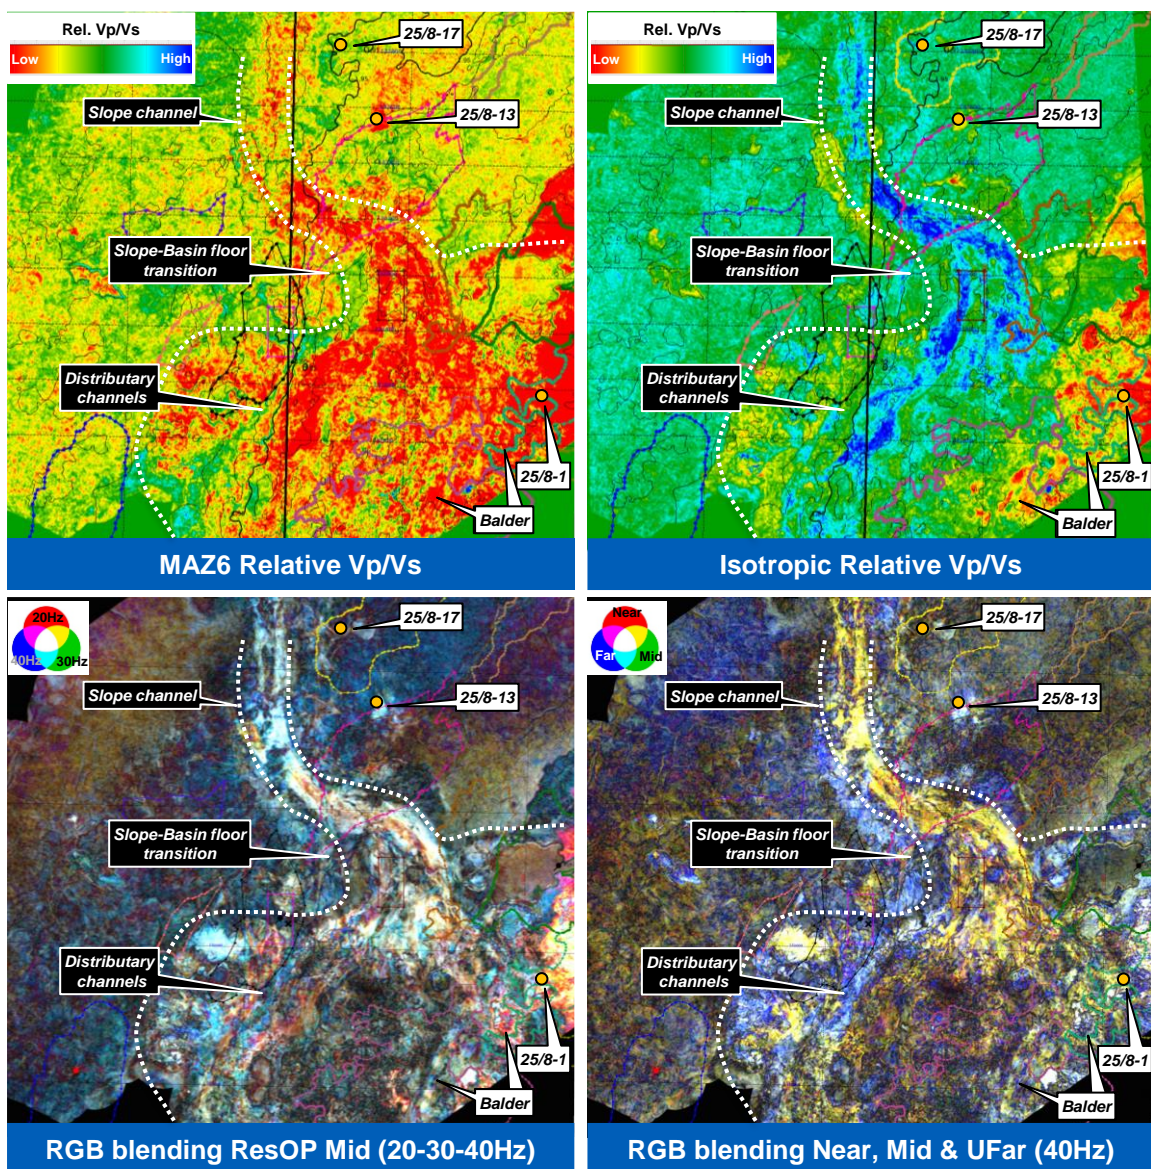 Rel. Vp/Vs
Low
High
25/8-17
Slope channel
25/8-13
Slope-Basin floor
transition
Distributary
channels
25/8-1
Balder
MAZ6 Relative Vp/Vs
Rel. Vp/Vs
Low
High
25/8-17
Slope channel
25/8-13
Slope-Basin floor
transition
Distributary
channels
25/8-1
Balder
Isotropic Relative Vp/Vs
20Hz
40Hz
30Hz
25/8-17
Slope channel
25/8-13
Slope-Basin floor
transition
Distributary
channels
25/8-1
Balder
RGB blending ResOP Mid (20-30-40Hz)
Near
Far
Mid
25/8-17
Slope channel
25/8-13
Slope-Basin floor
transition
Distributary
channels
25/8-1
Balder
RGB blending Near, Mid & UFar (40Hz)